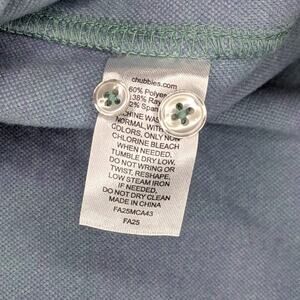 chubbies.com
60% Polyes
38% Ray
2% Span
CHINE WAS
NORMAL, WITH
COLORS, ONLY NON
CHLORINE BLEACH
WHEN NEEDED,
TUMBLE DRY LOW,
DO NOT WRING OR
TWIST, RESHAPE,
LOW STEAM IRON
IF NEEDED,
DO NOT DRY CLEAN
MADE IN CHINA
FA25MCA43
FA25